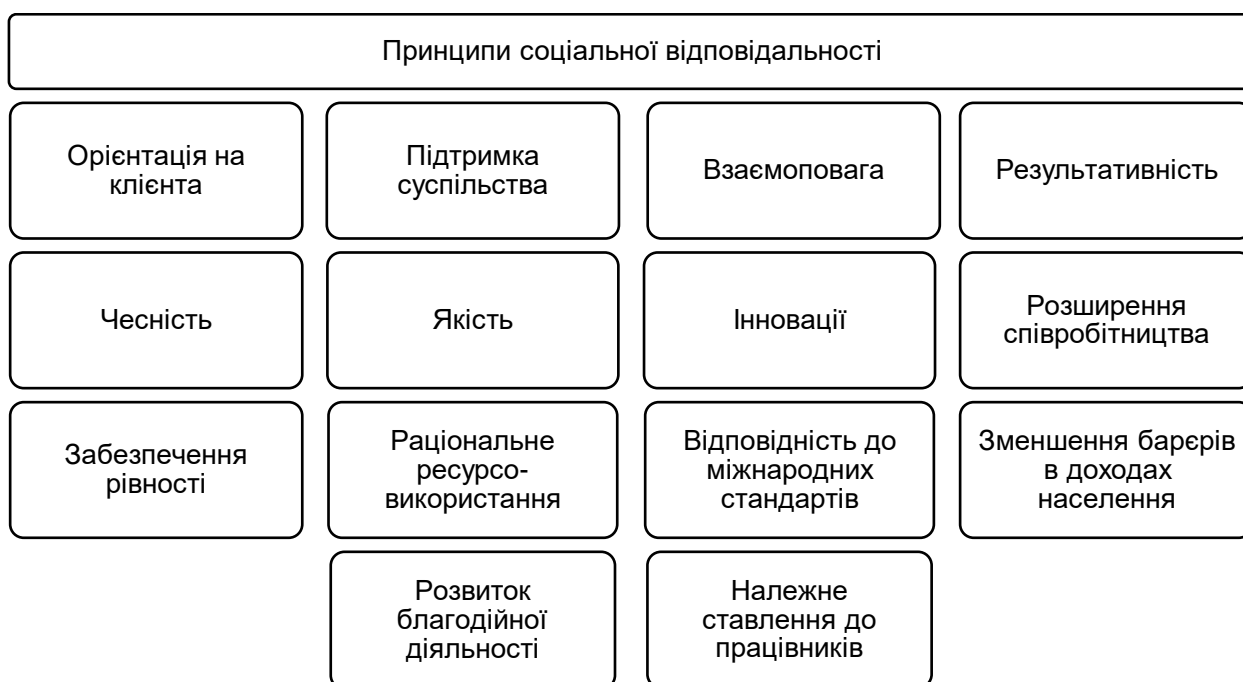 Принципи соціальної відповідальності
Орієнтація на
клієнта
Підтримка
суспільства
Взаємоповага
Результативність
Чесність
Якість
Інновації
Розширення
співробітництва
Забезпечення
рівності
Раціональне
ресурсо-
використання
Відповідність до
міжнародних
стандартів
Зменшення барєрів
в доходах
населення
Розвиток
благодійної
діяльності
Належне
ставлення до
працівників